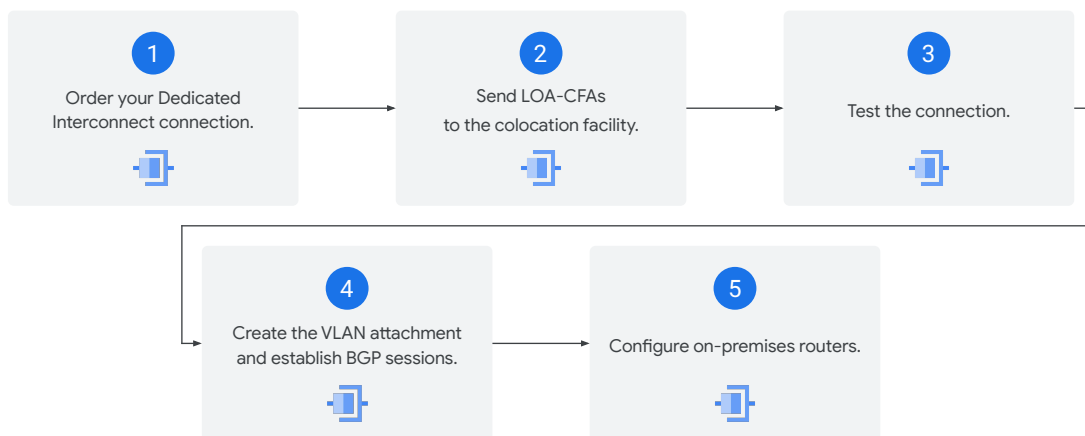 1
Order your Dedicated
Interconnect connection.
2
Send LOA-CFAs
to the colocation facility.
3
Test the connection.
4
Create the VLAN attachment
and establish BGP sessions.
5
Configure on-premises routers.